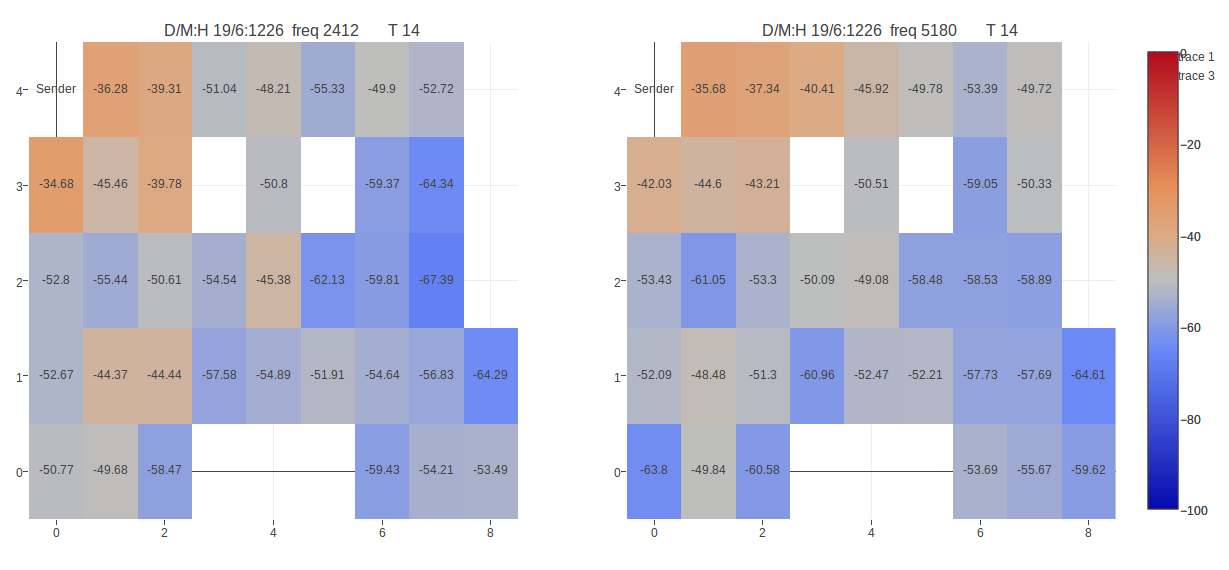 D/M:H 19/6:1226 freq 2412 T 14
D/M:H 19/6:1226 freq 5180 T 14
4 Sender -36.28 -39.31 -51.04 -48.21 -55.33 -49.9 -52.72
3 -34.68 -45.46 -39.78 -50.8 -59.37 -64.34
2 -52.8 -55.44 -50.61 -54.54 -45.38 -62.13 -59.81 -67.39
1 -52.67 -44.37 -44.44 -57.58 -54.89 -51.91 -54.64 -56.83 -64.29
0 -50.77 -49.68 -58.47 -59.43 -54.21 -53.49
0 2 4 6 8
4 Sender -35.68 -37.34 -40.41 -45.92 -49.78 -53.39 -49.72
3 -42.03 -44.6 -43.21 -50.51 -59.05 -50.33
2 -53.43 -61.05 -53.3 -50.09 -49.08 -58.48 -58.53 -58.89
1 -52.09 -48.48 -51.3 -60.96 -52.47 -52.21 -57.73 -57.69 -64.61
0 -63.8 -49.84 -60.58 -53.69 -55.67 -59.62
0 2 4 6 8
0
trace 1
trace 3
−20
−40
−60
−80
−100